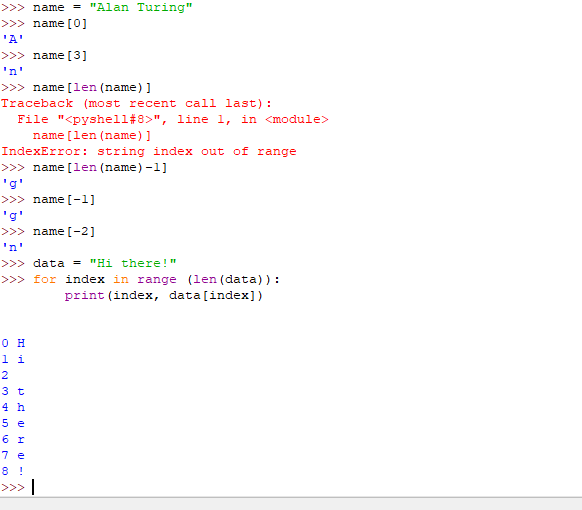 >>> name = "Alan Turing"
>>> name[0]
'A'
>>> name[3]
'n'
>>> name[len(name)]
Traceback (most recent call last):
  File "<pyshell#8>", line 1, in <module>
    name[len(name)]
IndexError: string index out of range
>>> name[len(name)-1]
'g'
>>> name[-1]
'g'
>>> name[-2]
'n'
>>> data = "Hi there!"
>>> for index in range (len(data)):
        print(index, data[index])
0 H
1 i
2
3 t
4 h
5 e
6 r
7 e
8 !
>>>